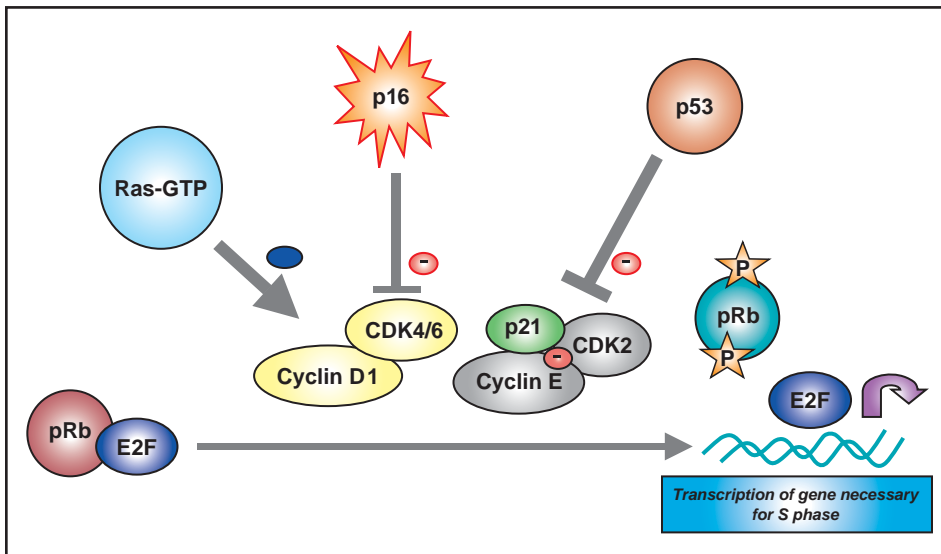 p16
p53
Ras-GTP
-
-
P
pRb
P
CDK4/6
p21
CDK2
-
Cyclin D1
Cyclin E
pRb
E2F
E2F
Transcription of gene necessary
for S phase